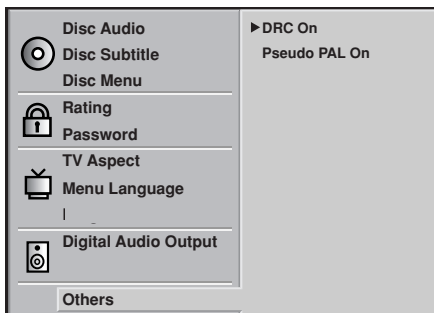 Disc Audio
Disc Subtitle
Disc Menu
Rating
Password
TV Aspect
Menu Language
Digital Audio Output
Others
▶DRC On
Pseudo PAL On